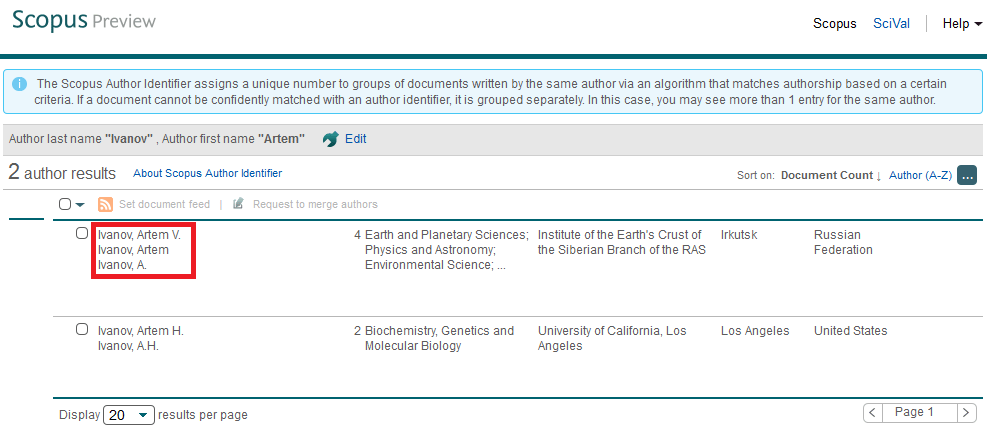 Scopus Preview
Scopus SciVal Help
The Scopus Author Identifier assigns a unique number to groups of documents written by the same author via an algorithm that matches authorship based on a certain
criteria. If a document cannot be confidently matched with an author identifier, it is grouped separately. In this case, you may see more than 1 entry for the same author.
Author last name "Ivanov" , Author first name "Artem" Edit
2 author results About Scopus Author Identifier Sort on: Document Count ↓ Author (A-Z) ...
Set document feed | Request to merge authors
Ivanov, Artem V. 4 Earth and Planetary Sciences; Institute of the Earth's Crust of Irkutsk Russian
Ivanov, Artem Physics and Astronomy; the Siberian Branch of the RAS Federation
Ivanov, A. Environmental Science; ...
Ivanov, Artem H. 2 Biochemistry, Genetics and University of California, Los Los Angeles United States
Ivanov, A.H. Molecular Biology Angeles
Display 20 results per page < Page 1 >